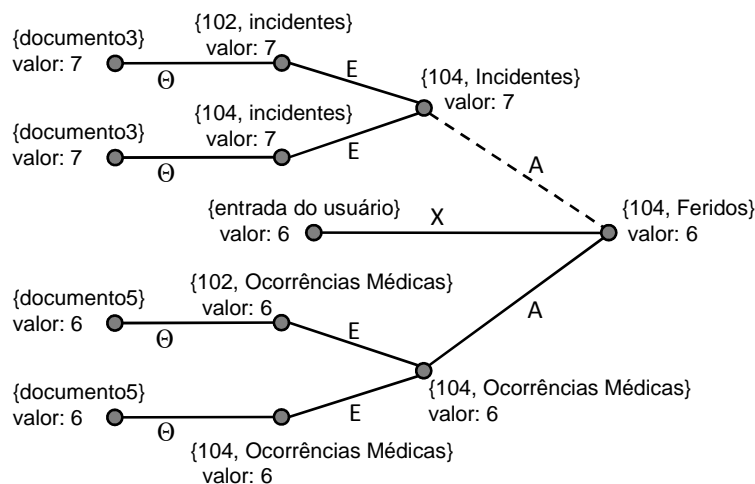 {documento3}
valor: 7
Θ
{102, incidentes}
valor: 7
E
{documento3}
valor: 7
Θ
{104, incidentes}
valor: 7
E
{104, Incidentes}
valor: 7
A
{entrada do usuário}
valor: 6
X
{104, Feridos}
valor: 6
{documento5}
valor: 6
Θ
{102, Ocorrências Médicas}
valor: 6
E
A
{documento5}
valor: 6
Θ
{104, Ocorrências Médicas}
valor: 6
E
{104, Ocorrências Médicas}
valor: 6